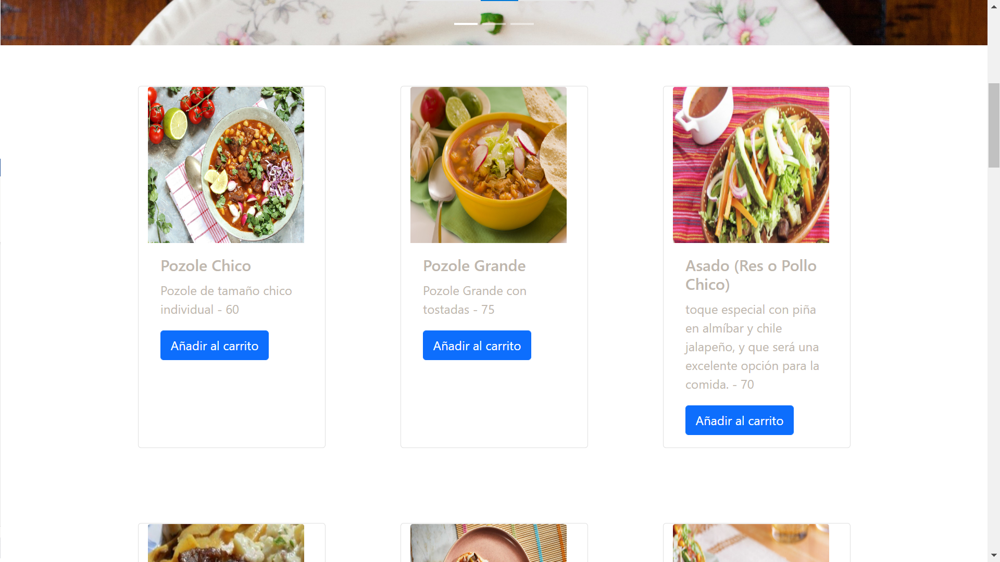 Pozole Chico
Pozole de tamaño chico
individual - 60
Añadir al carrito
Pozole Grande
Pozole Grande con
tostadas - 75
Añadir al carrito
Asado (Res o Pollo
Chico)
toque especial con piña
en almíbar y chile
jalapeño, y que será una
excelente opción para la
comida. - 70
Añadir al carrito